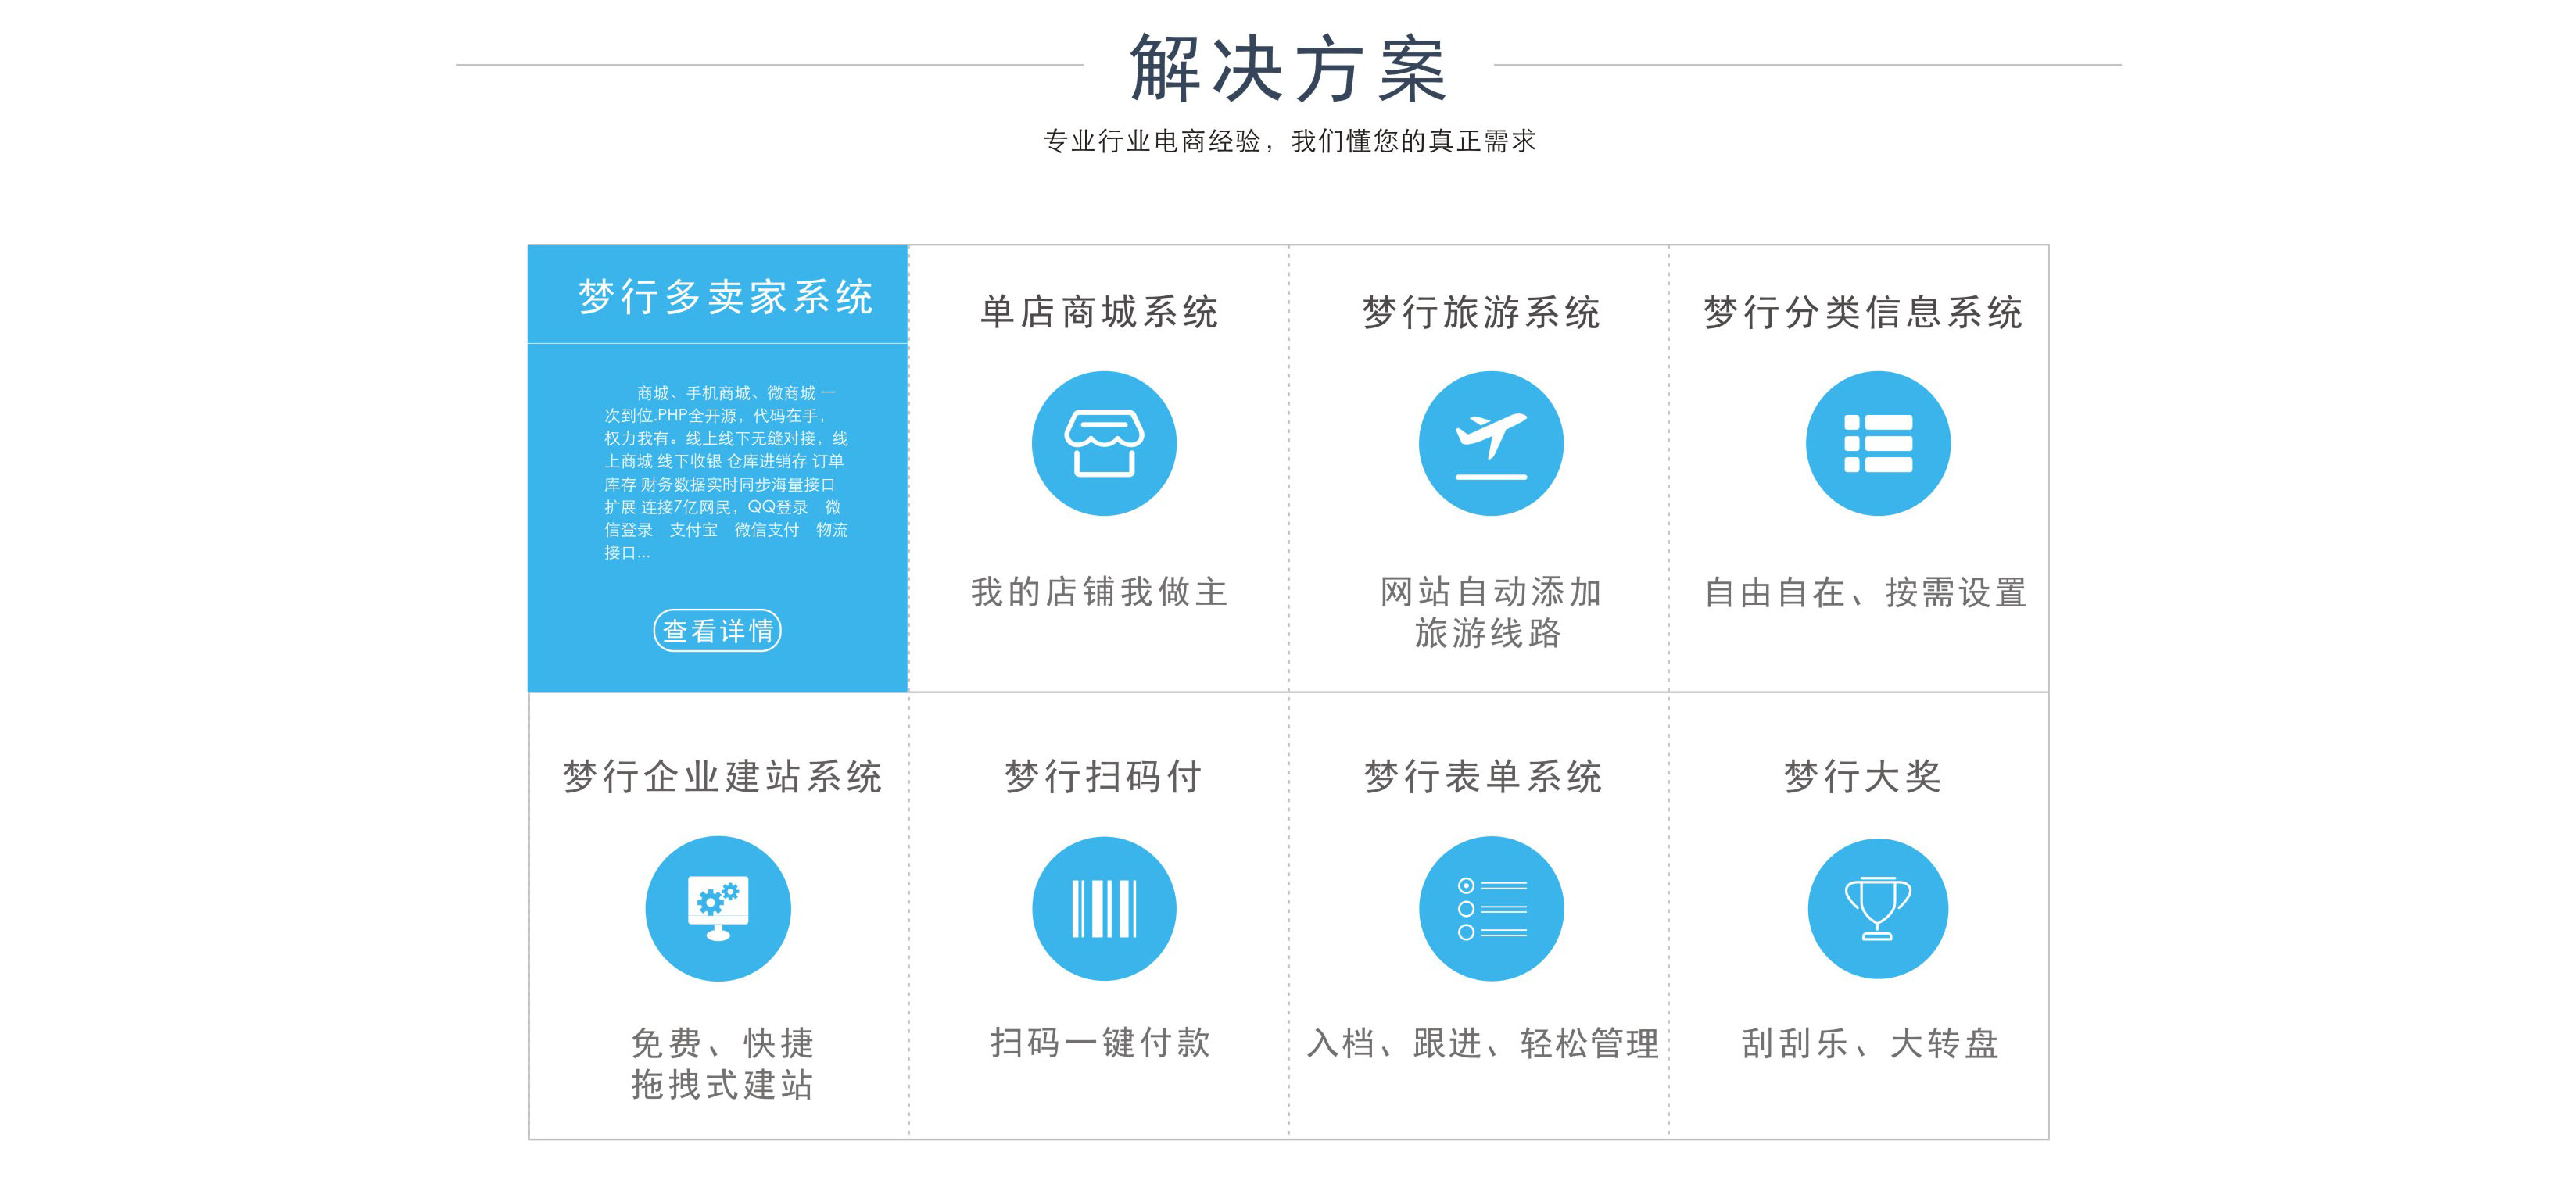 解决方案
专业行业电商经验，我们懂您的真正需求
梦行多卖家系统
商城、手机商城、微商城 一
次到位.PHP全开源，代码在手，
权力我有。线上线下无缝对接，线
上商城 线下收银 仓库进销存 订单
库存 财务数据实时同步海量接口
扩展 连接7亿网民，QQ登录　微
信登录　支付宝　微信支付　物流
接口...
查看详情
单店商城系统
我的店铺我做主
梦行旅游系统
网站自动添加
旅游线路
梦行分类信息系统
自由自在、按需设置
梦行企业建站系统
免费、快捷
拖拽式建站
梦行扫码付
扫码一键付款
梦行表单系统
入档、跟进、轻松管理
梦行大奖
刮刮乐、大转盘